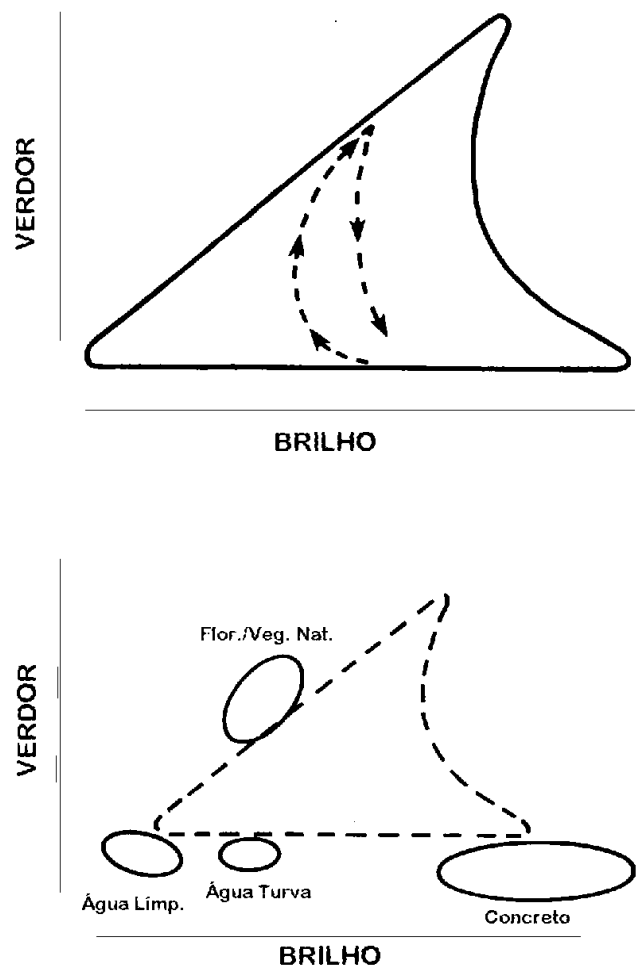 VERDOR
BRILHO
Flor./Veg. Nat.
VERDOR
Água Límp.
Água Turva
Concreto
BRILHO